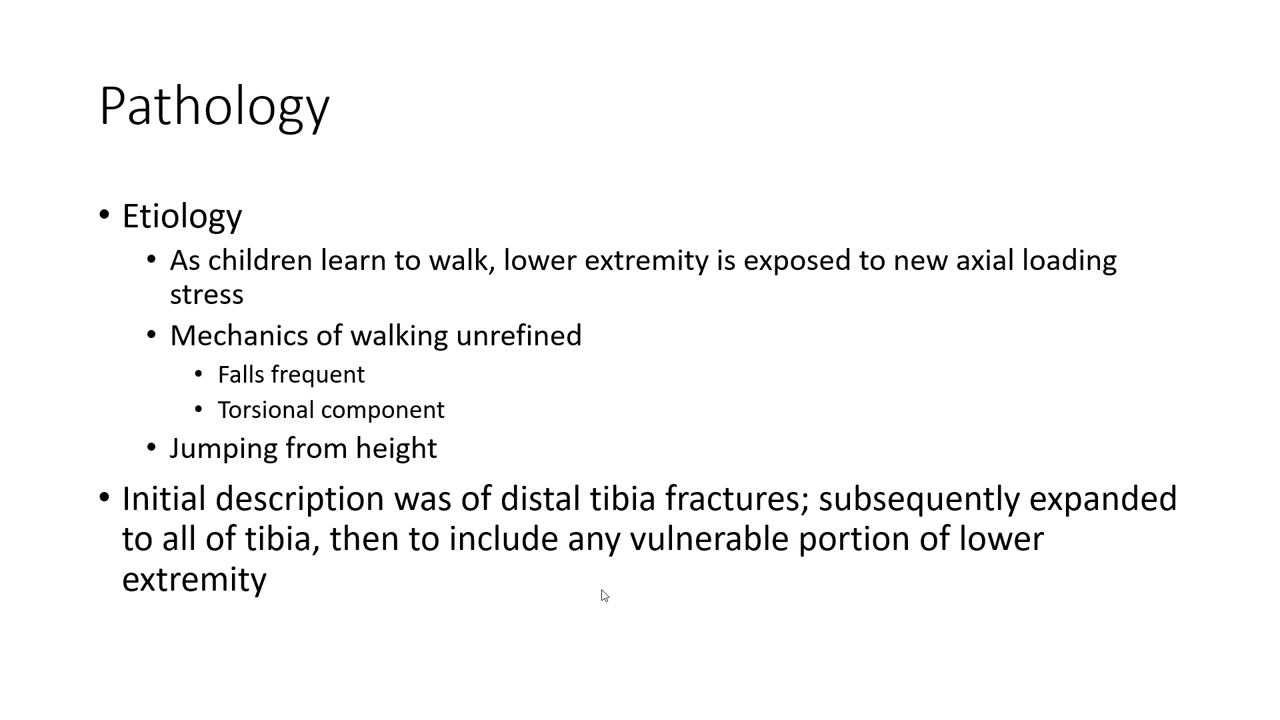 Pathology
• Etiology
• As children learn to walk, lower extremity is exposed to new axial loading
stress
• Mechanics of walking unrefined
• Falls frequent
• Torsional component
• Jumping from height
• Initial description was of distal tibia fractures; subsequently expanded
to all of tibia, then to include any vulnerable portion of lower
extremity